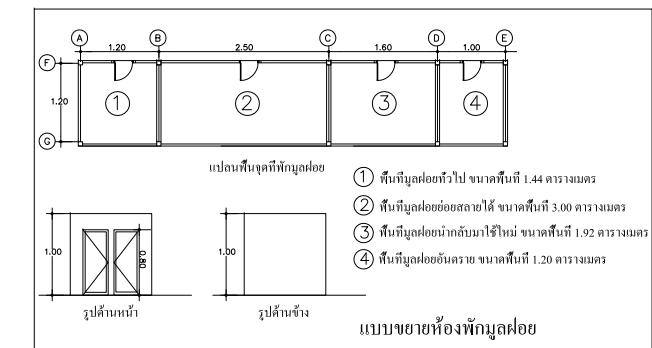 A B C D E
1.20 2.50 1.60 1.00
F
1.20
G
1 2 3 4
แปลนพื้นจุดที่พักมูลฝอย
1 พื้นที่มูลฝอยทั่วไป ขนาดพื้นที่ 1.44 ตารางเมตร
2 พื้นที่มูลฝอยย่อยสลายได้ ขนาดพื้นที่ 3.00 ตารางเมตร
3 พื้นที่มูลฝอยนำกลับมาใช้ใหม่ ขนาดพื้นที่ 1.92 ตารางเมตร
4 พื้นที่มูลฝอยอันตราย ขนาดพื้นที่ 1.20 ตารางเมตร
1.00 0.80 1.00
รูปด้านหน้า รูปด้านข้าง
แบบขยายห้องพักมูลฝอย